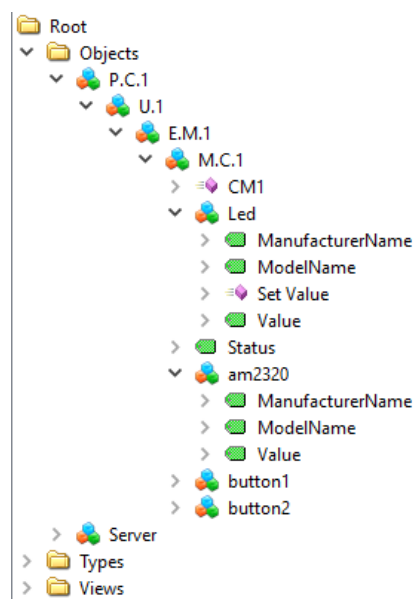 Root
Objects
P.C.1
U.1
E.M.1
M.C.1
CM1
Led
ManufacturerName
ModelName
Set Value
Value
Status
am2320
ManufacturerName
ModelName
Value
button1
button2
Server
Types
Views